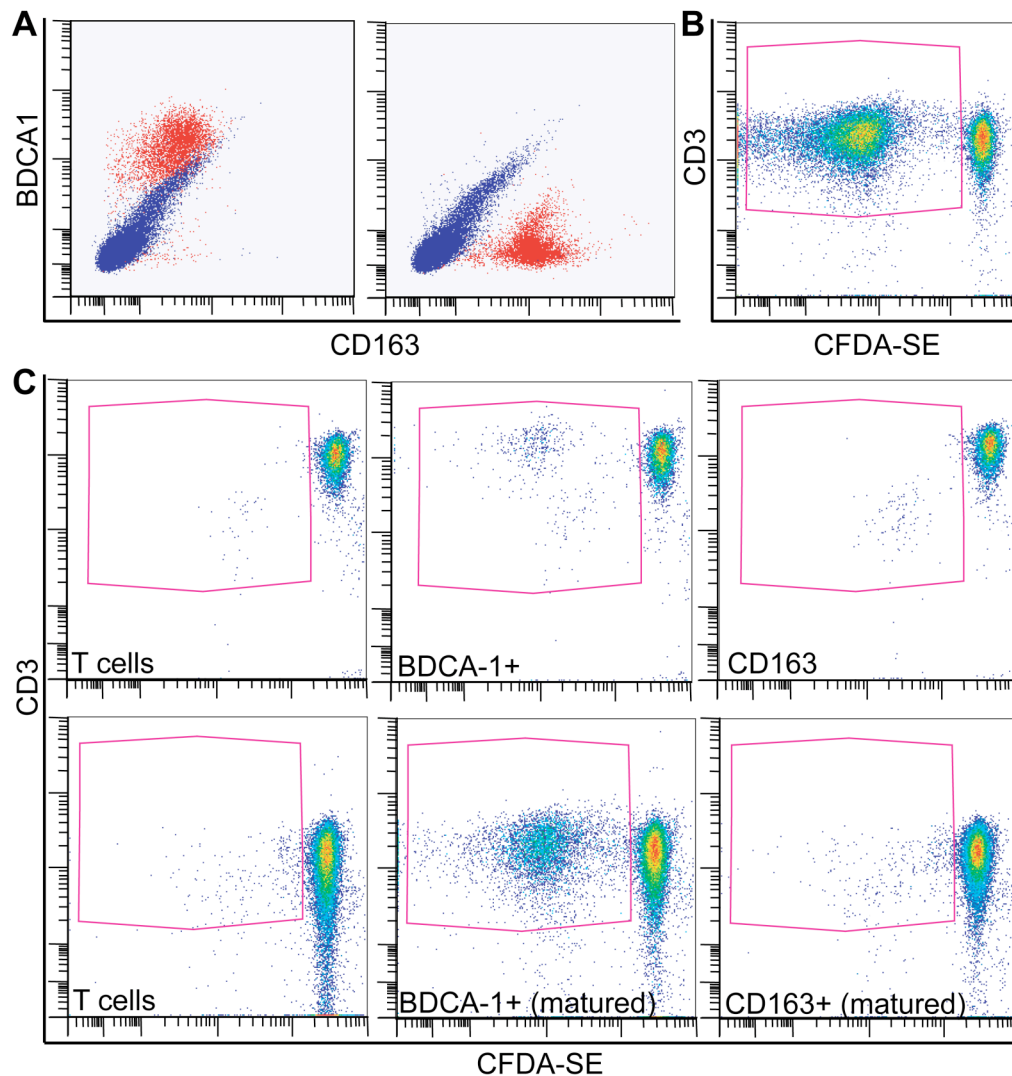 A
B
BDCA1
CD3
CD163
CFDA-SE
C
CD3
T cells
BDCA-1+
CD163
T cells
BDCA-1+ (matured)
CD163+ (matured)
CFDA-SE